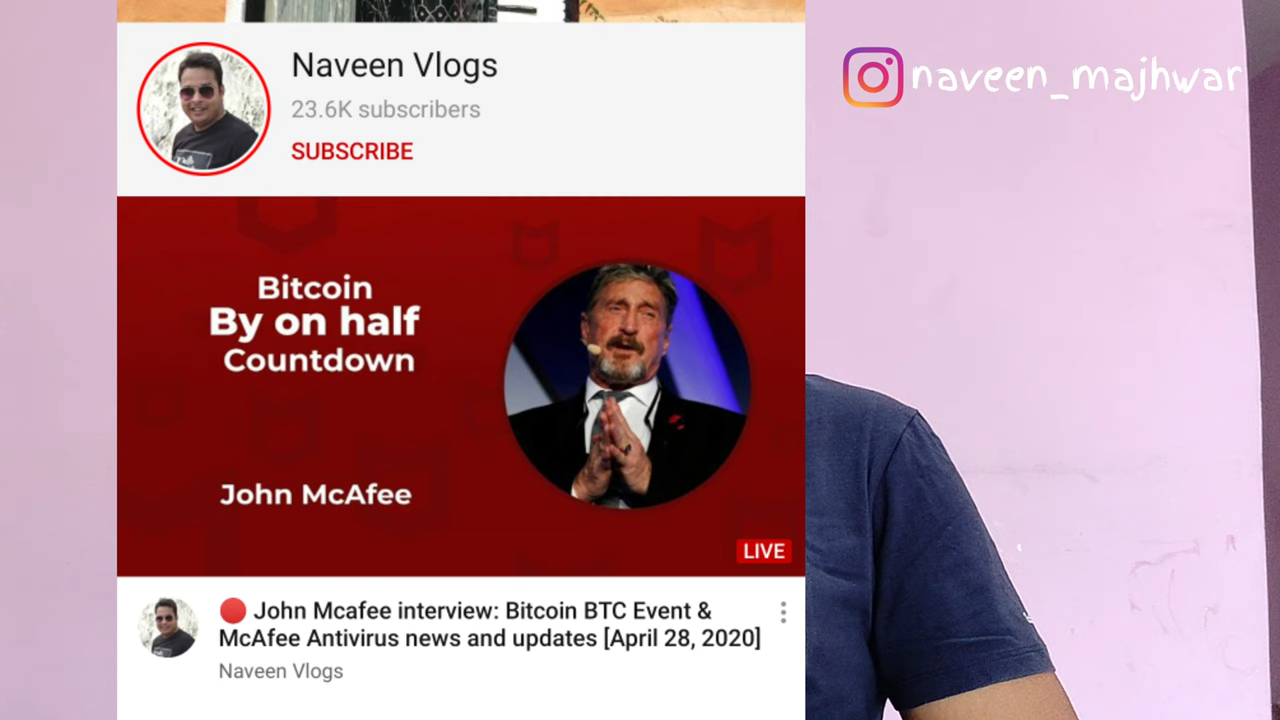 Naveen Vlogs
23.6K subscribers
SUBSCRIBE
naveen_majhwar
Bitcoin
By on half
Countdown
John McAfee
LIVE
🔴 John Mcafee interview: Bitcoin BTC Event &
McAfee Antivirus news and updates [April 28, 2020]
Naveen Vlogs